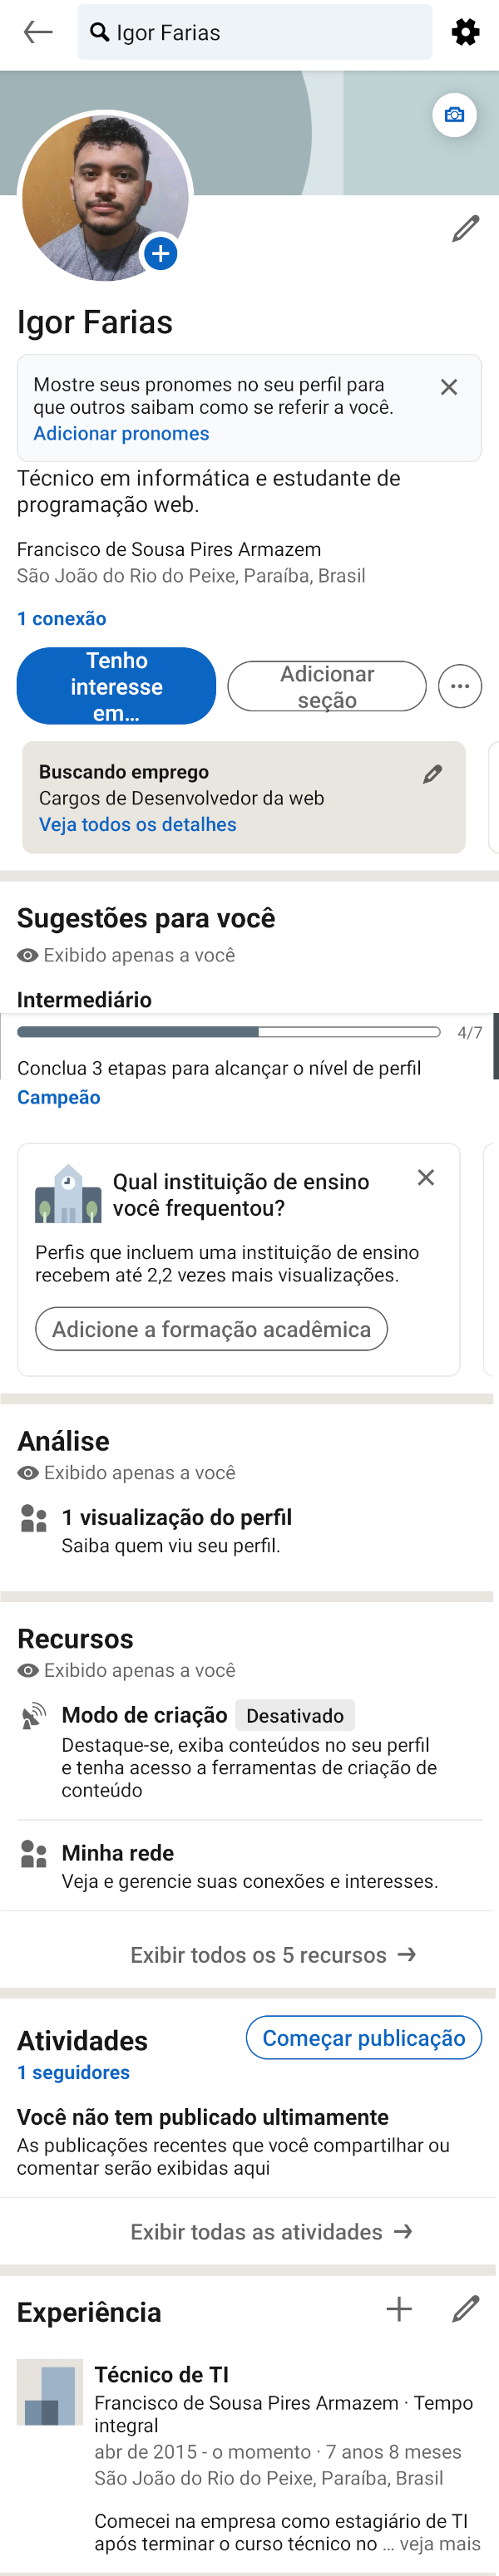 Igor Farias
Igor Farias
Mostre seus pronomes no seu perfil para
que outros saibam como se referir a você.
Adicionar pronomes
Técnico em informática e estudante de
programação web.
Francisco de Sousa Pires Armazem
São João do Rio do Peixe, Paraíba, Brasil
1 conexão
Tenho
interesse
em...
Adicionar
seção
Buscando emprego
Cargos de Desenvolvedor da web
Veja todos os detalhes
Sugestões para você
Exibido apenas a você
Intermediário
4/7
Conclua 3 etapas para alcançar o nível de perfil
Campeão
Qual instituição de ensino
você frequentou?
Perfis que incluem uma instituição de ensino
recebem até 2,2 vezes mais visualizações.
Adicione a formação acadêmica
Análise
Exibido apenas a você
1 visualização do perfil
Saiba quem viu seu perfil.
Recursos
Exibido apenas a você
Modo de criação Desativado
Destaque-se, exiba conteúdos no seu perfil
e tenha acesso a ferramentas de criação de
conteúdo
Minha rede
Veja e gerencie suas conexões e interesses.
Exibir todos os 5 recursos →
Atividades
Começar publicação
1 seguidores
Você não tem publicado ultimamente
As publicações recentes que você compartilhar ou
comentar serão exibidas aqui
Exibir todas as atividades →
Experiência
Técnico de TI
Francisco de Sousa Pires Armazem · Tempo
integral
abr de 2015 - o momento · 7 anos 8 meses
São João do Rio do Peixe, Paraíba, Brasil
Comecei na empresa como estagiário de TI
após terminar o curso técnico no ... veja mais